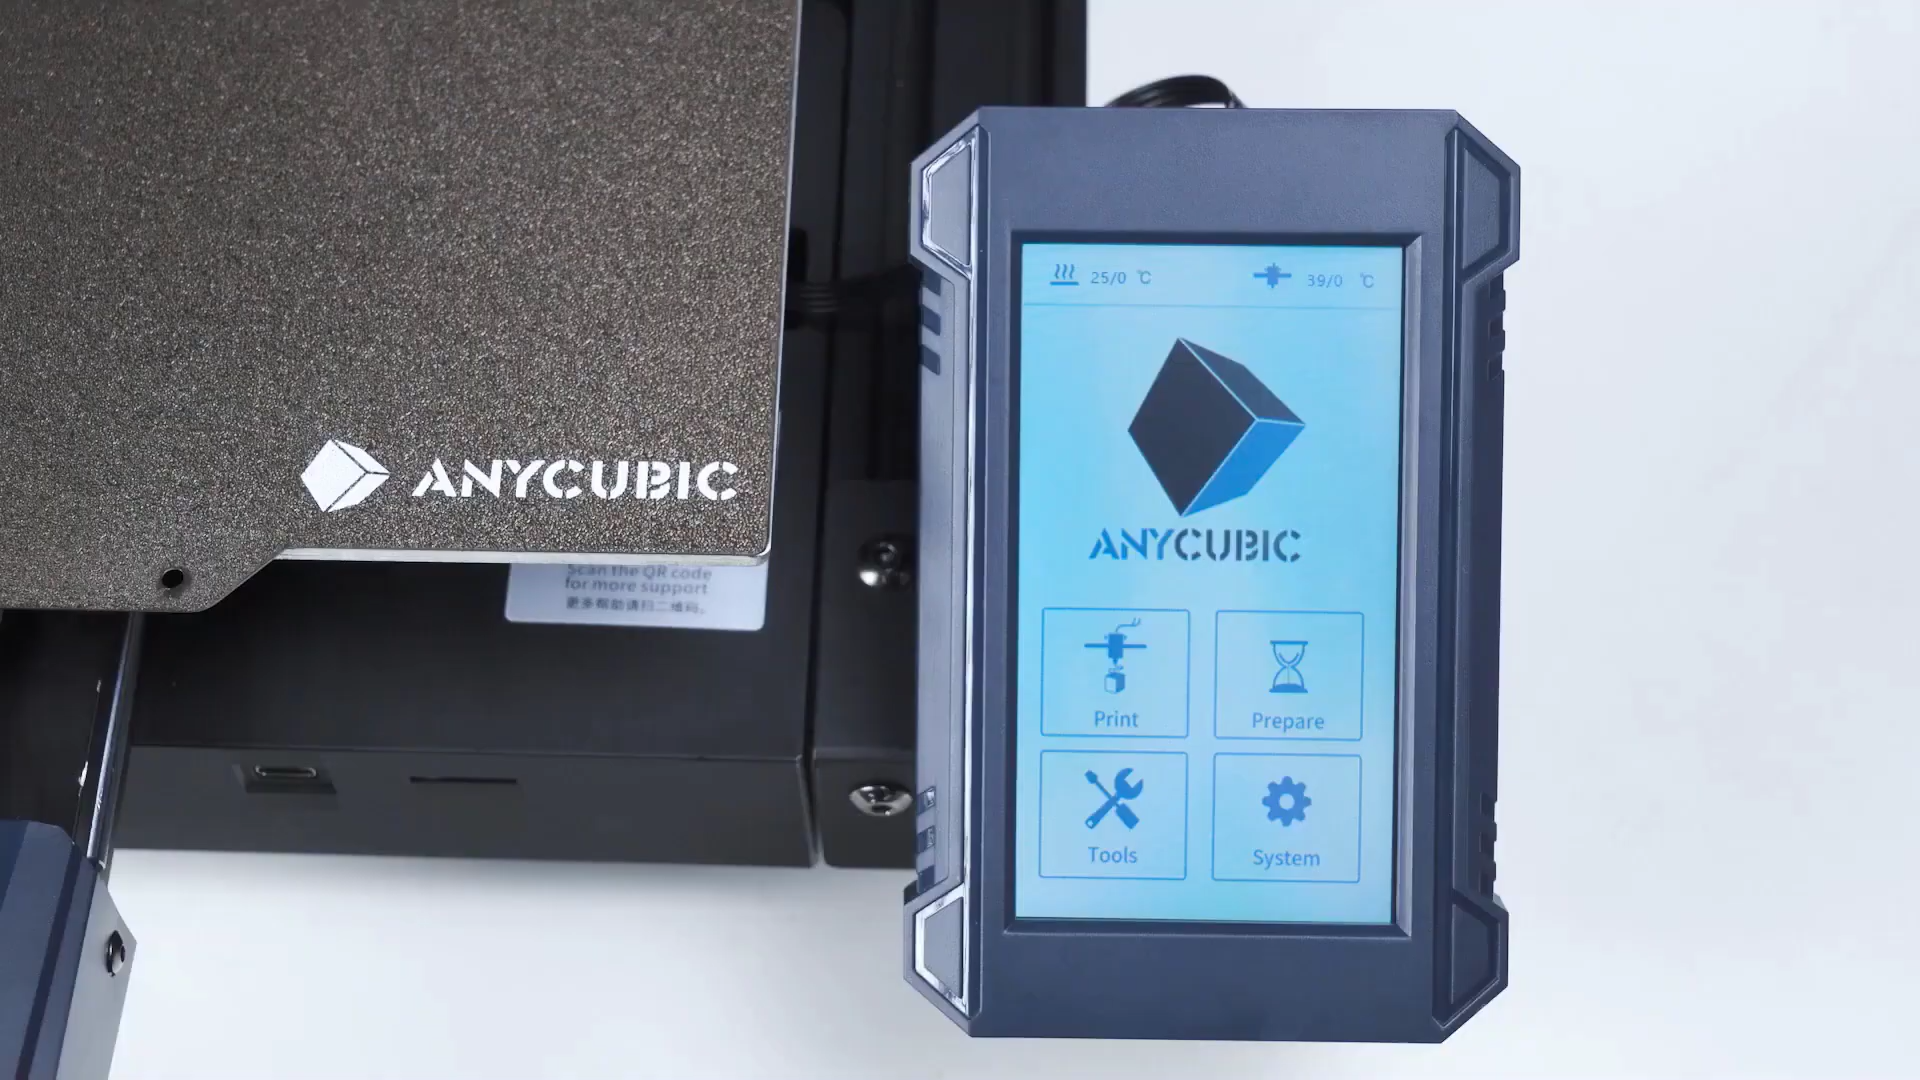 ANYCUBIC
Scan the QR code
for more support
更多帮助请扫二维码。
25/0 ℃
39/0 ℃
ANYCUBIC
Print
Prepare
Tools
System